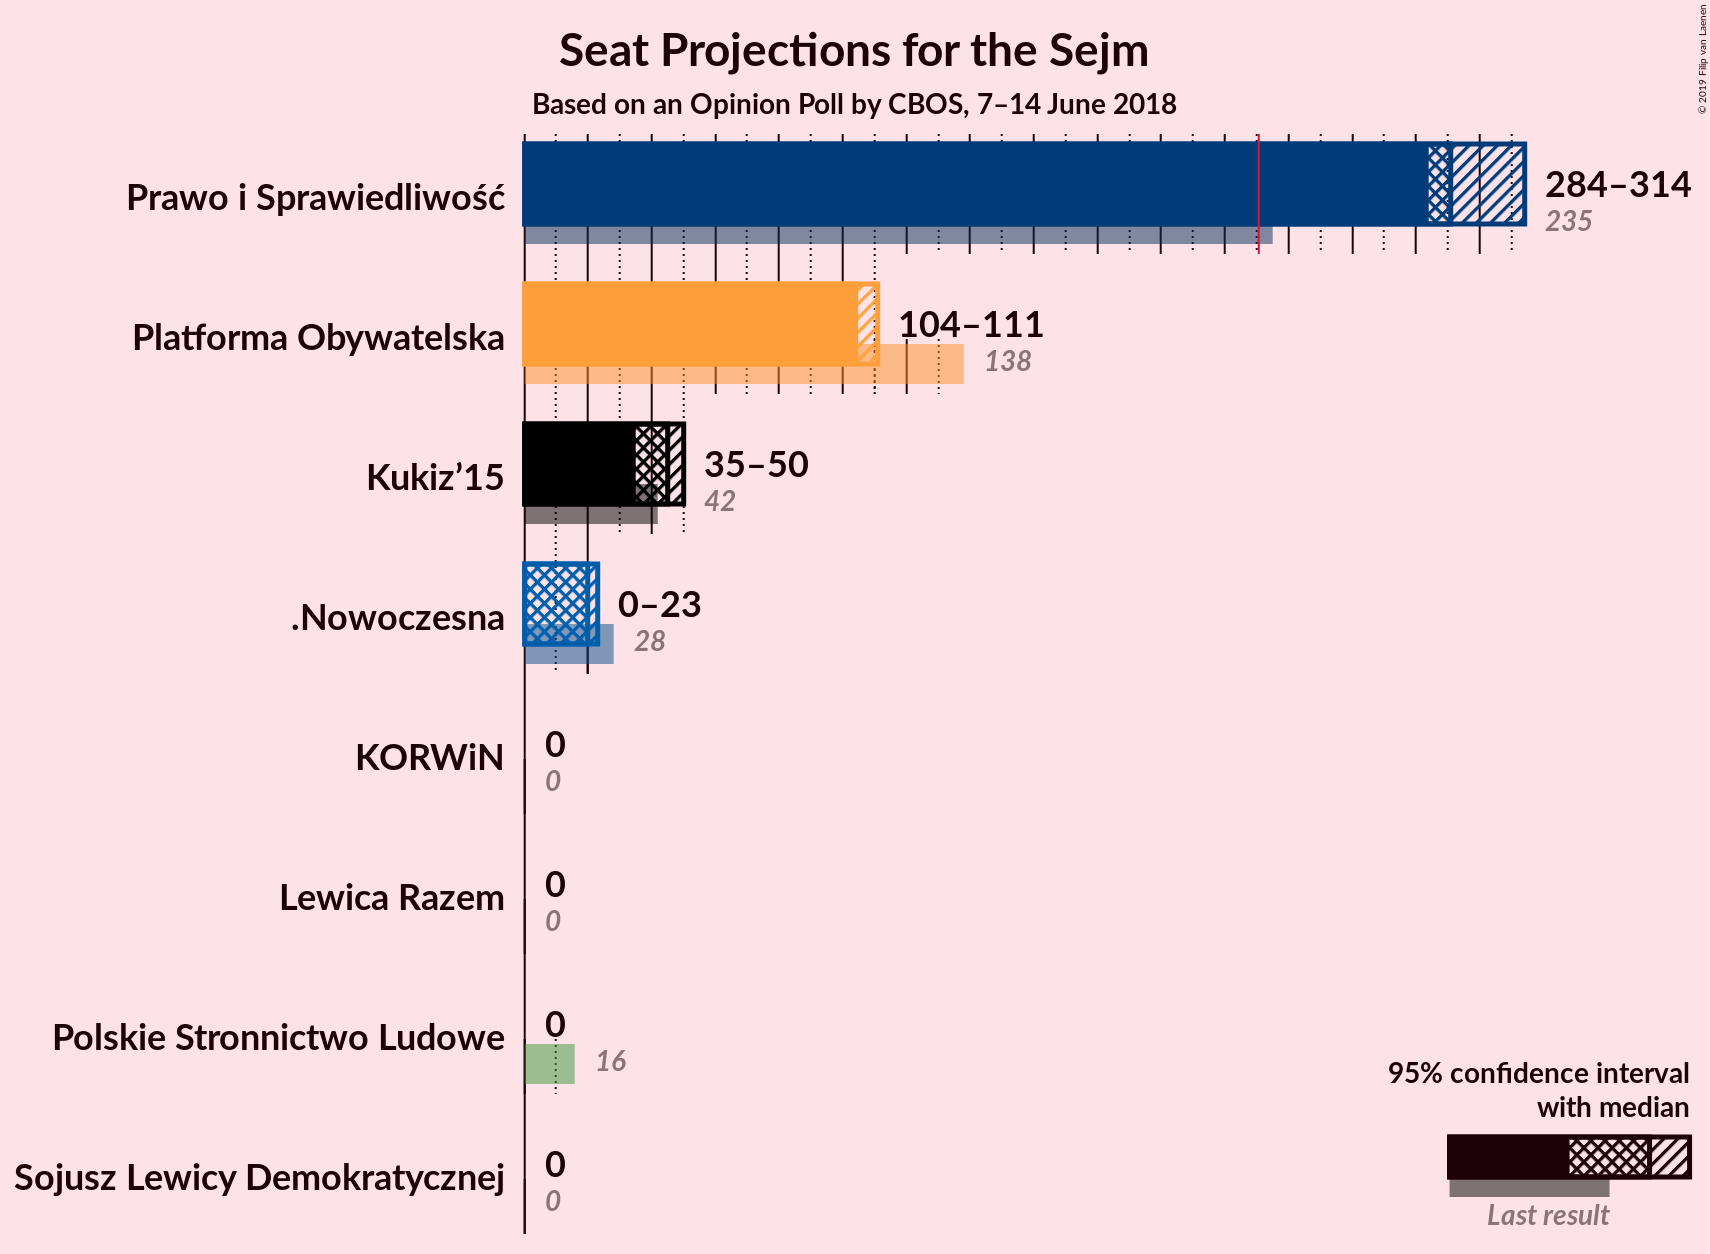 Seat Projections for the Sejm
Based on an Opinion Poll by CBOS, 7–14 June 2018
© 2019 Filip van Laenen
Prawo i Sprawiedliwość
284–314
235
Platforma Obywatelska
104–111
138
Kukiz’15
35–50
42
.Nowoczesna
0–23
28
KORWiN
0
0
Lewica Razem
0
0
Polskie Stronnictwo Ludowe
0
16
Sojusz Lewicy Demokratycznej
0
0
95% confidence interval
with median
Last result